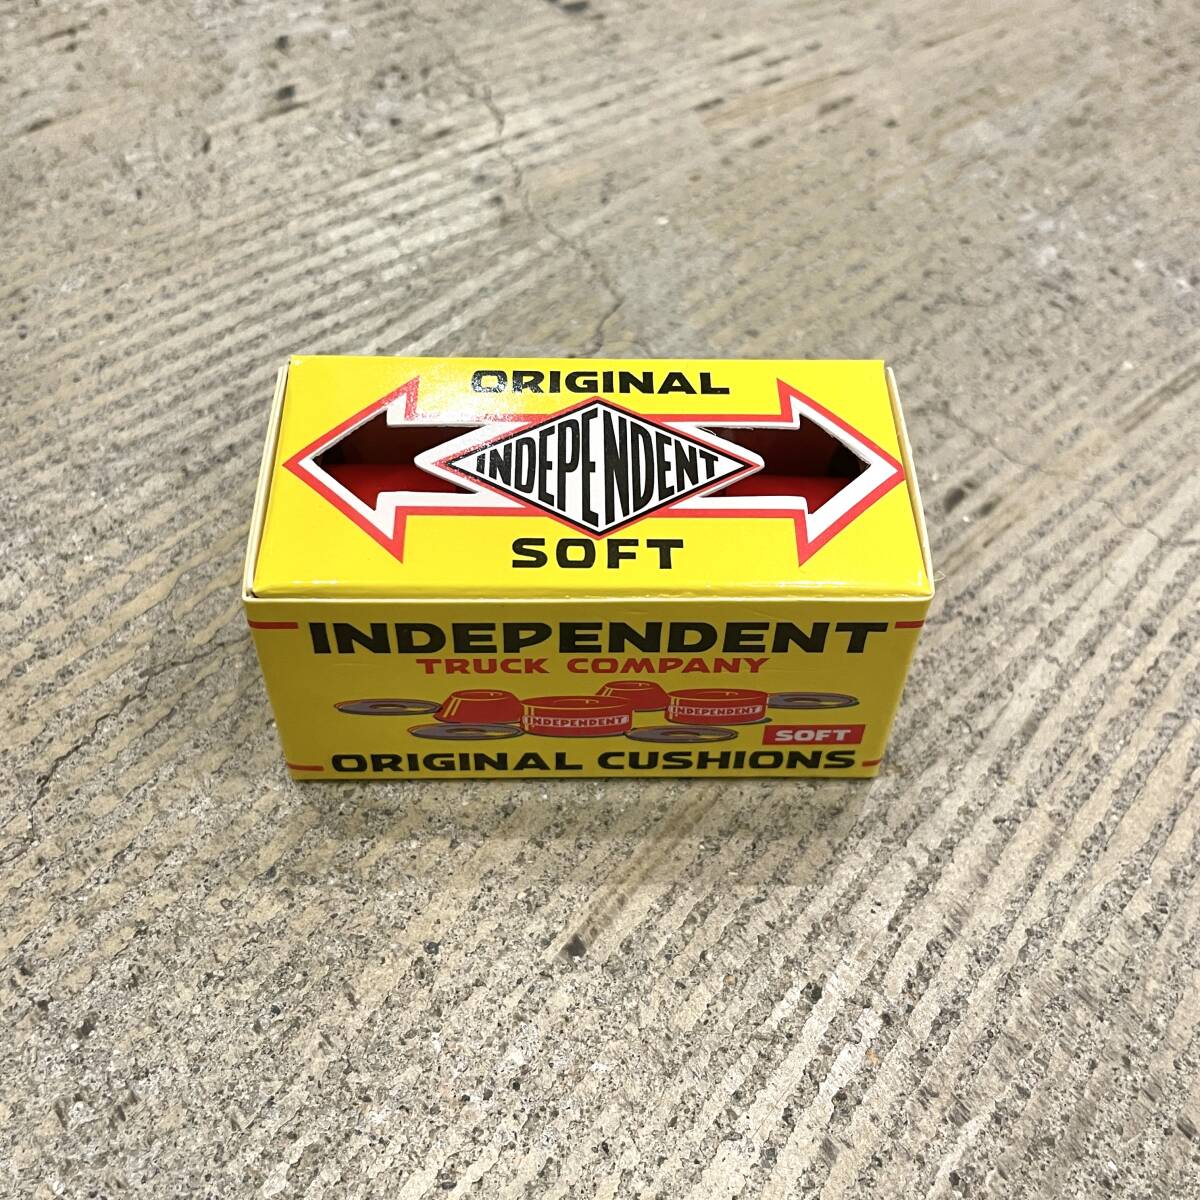 ORIGINAL
INDEPENDENT
SOFT
INDEPENDENT
TRUCK COMPANY
INDEPENDENT
INDEPENDENT
SOFT
ORIGINAL CUSHIONS